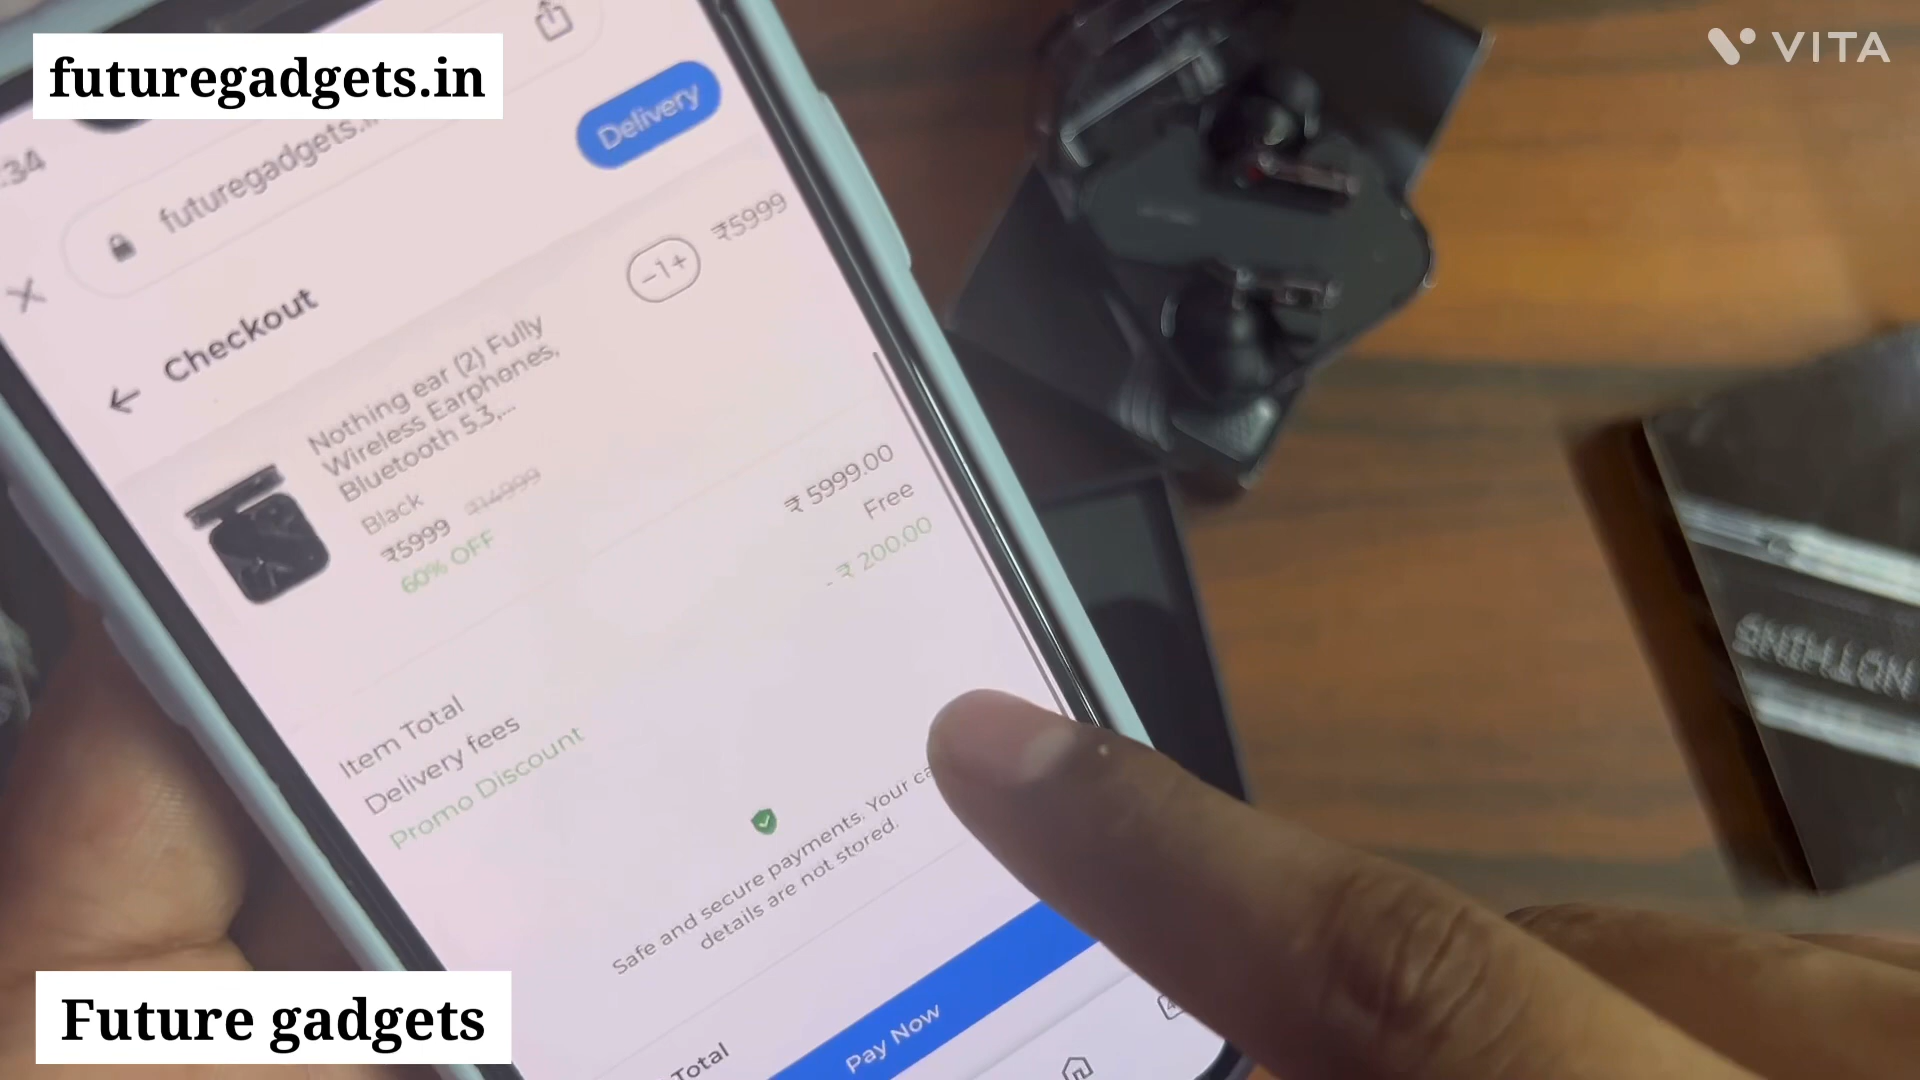 futuregadgets.in
VITA
:34
futuregadgets.i
Delivery
Checkout
₹5999
−1+
Nothing ear (2) Fully
Wireless Earphones,
Bluetooth 5.3,...
Black
₹5999 ₹14999
60% OFF
Item Total ₹ 5999.00
Delivery fees Free
Promo Discount - ₹ 200.00
Safe and secure payments. Your ca
details are not stored.
Total
Pay Now
NOTHING
Future gadgets